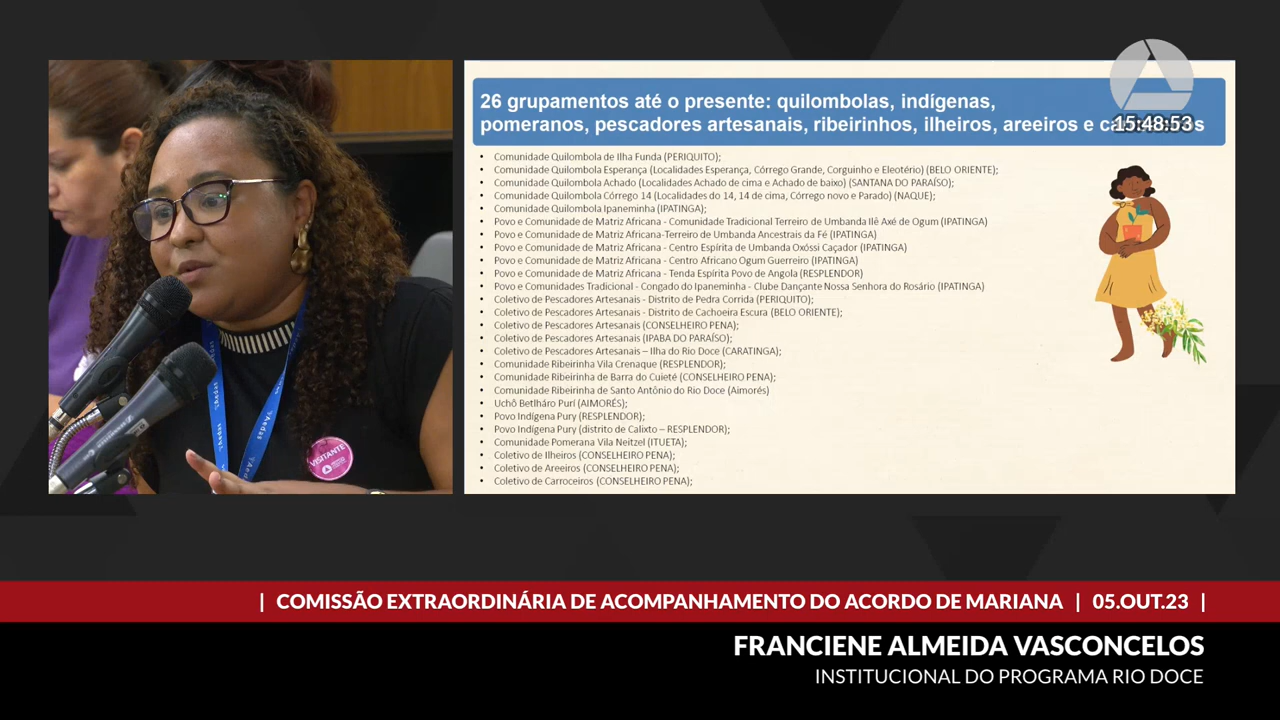 26 grupamentos até o presente: quilombolas, indígenas,
pomeranos, pescadores artesanais, ribeirinhos, ilheiros, areeiros e
15:48:53
• Comunidade Quilombola de Ilha Funda (PERIQUITO);
• Comunidade Quilombola Esperança (Localidades Esperança, Córrego Grande, Corguinho e Eleotério) (BELO ORIENTE);
• Comunidade Quilombola Achado (Localidades Achado de cima e Achado de baixo) (SANTANA DO PARAÍSO);
• Comunidade Quilombola Córrego 14 (Localidades do 14, 14 de cima, Córrego novo e Parado) (NAQUE);
• Comunidade Quilombola Ipaneminha (IPATINGA);
• Povo e Comunidade de Matriz Africana - Comunidade Tradicional Terreiro de Umbanda Ilê Axé de Ogum (IPATINGA)
• Povo e Comunidade de Matriz Africana-Terreiro de Umbanda Ancestrais da Fé (IPATINGA)
• Povo e Comunidade de Matriz Africana - Centro Espírita de Umbanda Oxóssi Caçador (IPATINGA)
• Povo e Comunidade de Matriz Africana - Centro Africano Ogum Guerreiro (IPATINGA)
• Povo e Comunidade de Matriz Africana - Tenda Espírita Povo de Angola (RESPLENDOR)
• Povo e Comunidades Tradicional - Congado do Ipaneminha - Clube Dançante Nossa Senhora do Rosário (IPATINGA)
• Coletivo de Pescadores Artesanais - Distrito de Pedra Corrida (PERIQUITO);
• Coletivo de Pescadores Artesanais - Distrito de Cachoeira Escura (BELO ORIENTE);
• Coletivo de Pescadores Artesanais (CONSELHEIRO PENA);
• Coletivo de Pescadores Artesanais (IPABA DO PARAÍSO);
• Coletivo de Pescadores Artesanais – Ilha do Rio Doce (CARATINGA);
• Comunidade Ribeirinha Vila Crenaque (RESPLENDOR);
• Comunidade Ribeirinha de Barra do Cuieté (CONSELHEIRO PENA);
• Comunidade Ribeirinha de Santo Antônio do Rio Doce (Aimorés)
• Uchô Betlháro Purí (AIMORÉS);
• Povo Indígena Pury (RESPLENDOR);
• Povo Indígena Pury (distrito de Calixto – RESPLENDOR);
• Comunidade Pomerana Vila Neitzel (ITUETA);
• Coletivo de Ilheiros (CONSELHEIRO PENA);
• Coletivo de Areeiros (CONSELHEIRO PENA);
• Coletivo de Carroceiros (CONSELHEIRO PENA);
Aedas
Aedas
VISITANTE
| COMISSÃO EXTRAORDINÁRIA DE ACOMPANHAMENTO DO ACORDO DE MARIANA | 05.OUT.23 |
FRANCIENE ALMEIDA VASCONCELOS
INSTITUCIONAL DO PROGRAMA RIO DOCE